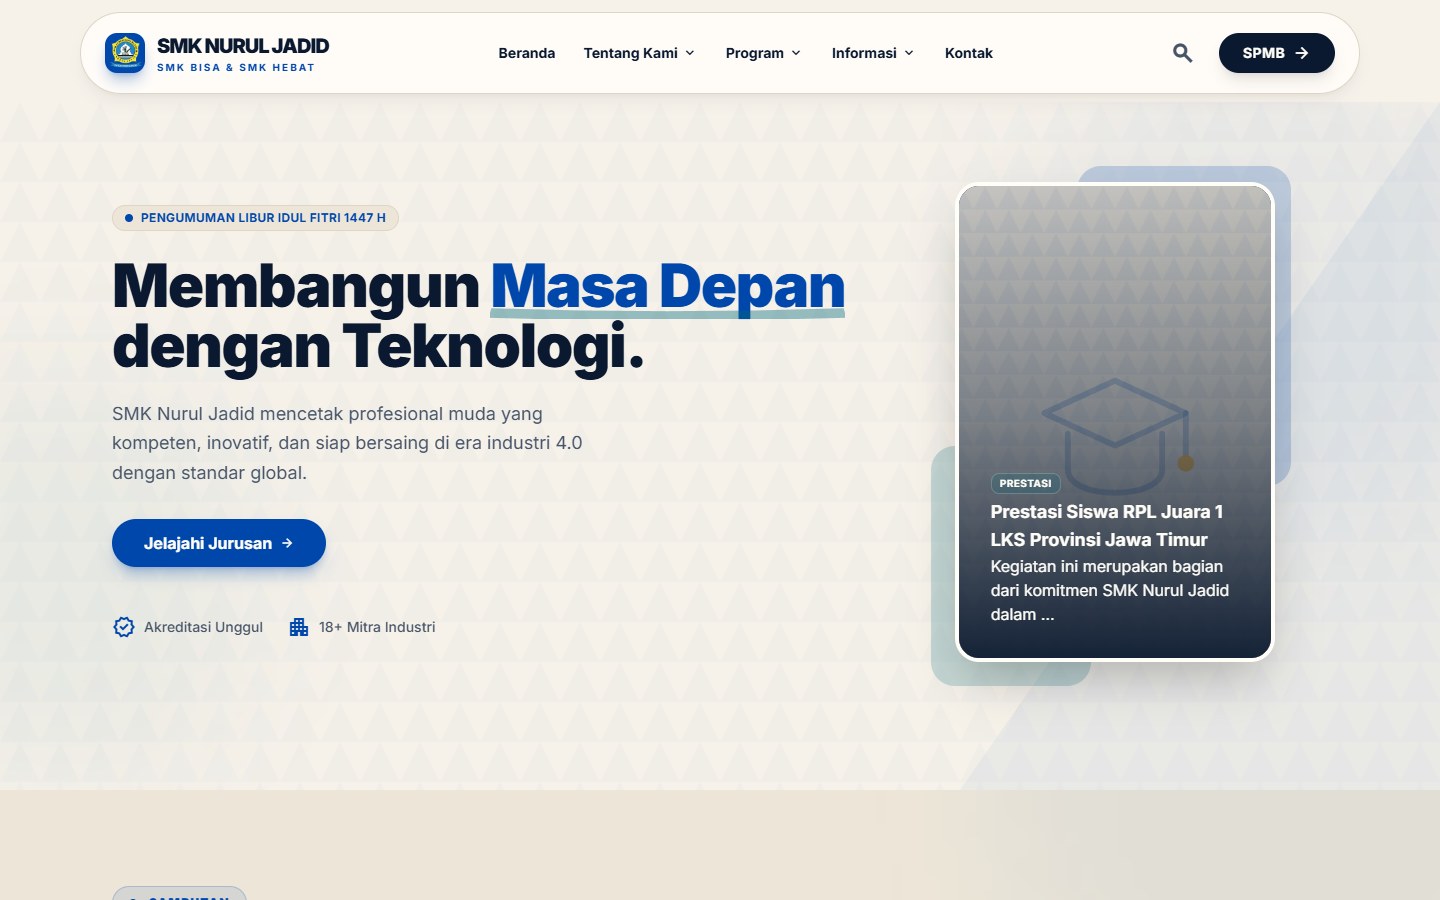 SMK NURUL JADID
SMK BISA & SMK HEBAT
Beranda
Tentang Kami
Program
Informasi
Kontak
SPMB
PENGUMUMAN LIBUR IDUL FITRI 1447 H
Membangun Masa Depan
dengan Teknologi.
SMK Nurul Jadid mencetak profesional muda yang
kompeten, inovatif, dan siap bersaing di era industri 4.0
dengan standar global.
Jelajahi Jurusan
Akreditasi Unggul
18+ Mitra Industri
PRESTASI
Prestasi Siswa RPL Juara 1
LKS Provinsi Jawa Timur
Kegiatan ini merupakan bagian
dari komitmen SMK Nurul Jadid
dalam ...
SAMBUTAN